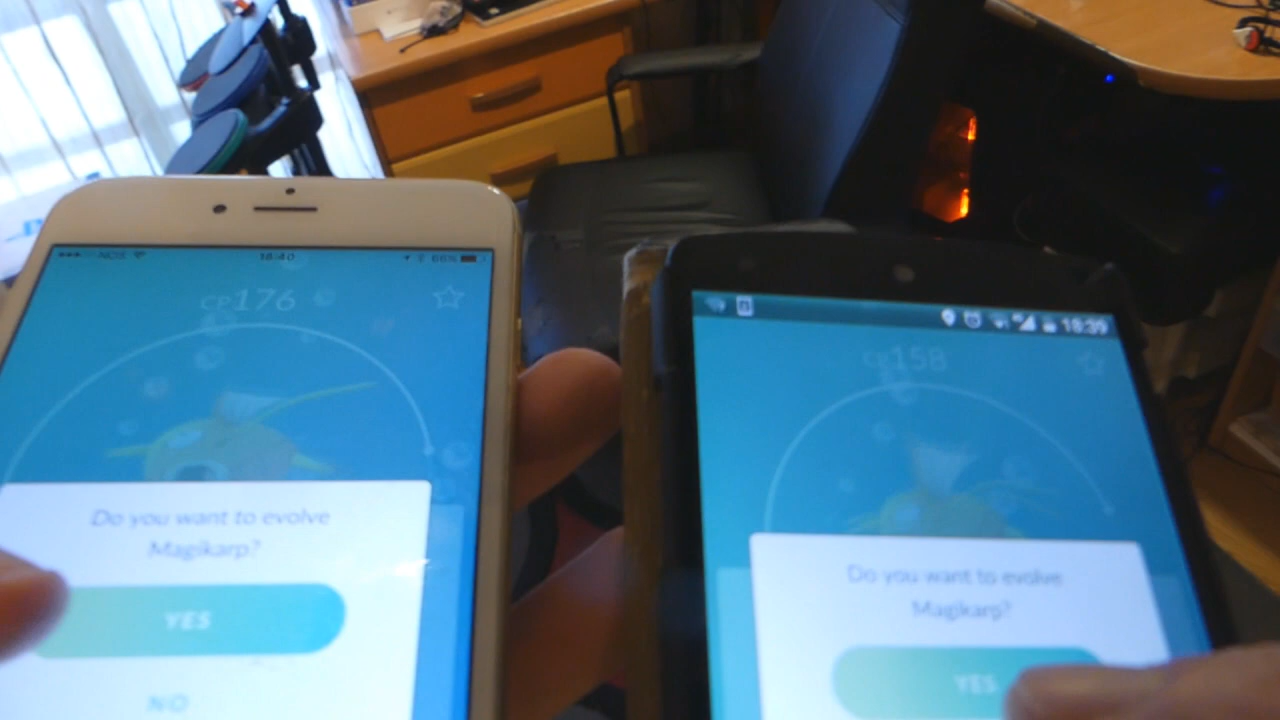 NOS 18:40 66%
CP176
Do you want to evolve
Magikarp?
YES
NO
18:39
CP158
Do you want to evolve
Magikarp?
YES